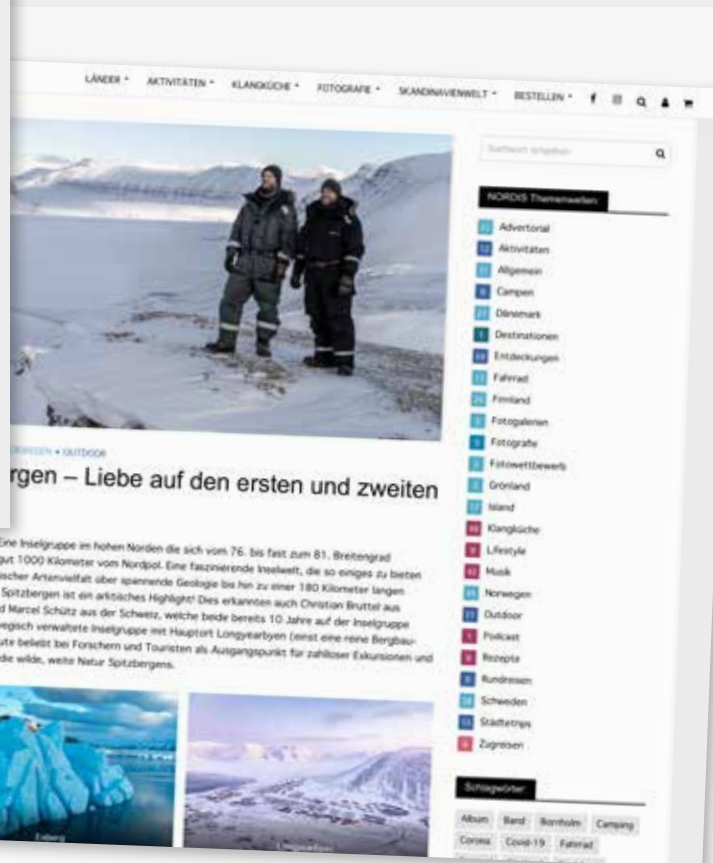 LÄNDER AKTIVITÄTEN KLANGKÜCHE FOTOGRAFIE SKANDINAVIENWELT BESTELLEN
NORDIS Themenwelten
Advertorial
Aktivitäten
Allgemein
Campen
Dänemark
Destinationen
Entdeckungen
Fahrrad
Finnland
Fotogalerien
Fotografie
Fotowettbewerb
Grönland
Island
Klangküche
Lifestyle
Musik
Norwegen
Outdoor
Podcast
Rezepte
Rundreisen
Schweden
Städtetrips
Zugreisen
Schlagwörter
Album Band Bornholm Camping
Corona Covid-19 Fahrrad
• OUTDOOR
rgen – Liebe auf den ersten und zweiten
Eine Inselgruppe im hohen Norden die sich vom 76. bis fast zum 81. Breitengrad
gut 1000 Kilometer vom Nordpol. Eine faszinierende Inselwelt, die so einiges zu bieten
ischer Artenvielfalt über spannende Geologie bis hin zu einer 180 Kilometer langen
Spitzbergen ist ein arktisches Highlight! Dies erkannten auch Christian Bruttel aus
d Marcel Schütz aus der Schweiz, welche beide bereits 10 Jahre auf der Inselgruppe
wegisch verwaltete Inselgruppe mit Hauptort Longyearbyen (einst eine reine Bergbau-
ute beliebt bei Forschern und Touristen als Ausgangspunkt für zahlloser Exkursionen und
die wilde, weite Natur Spitzbergens.
Eisberg
Longyearbyen